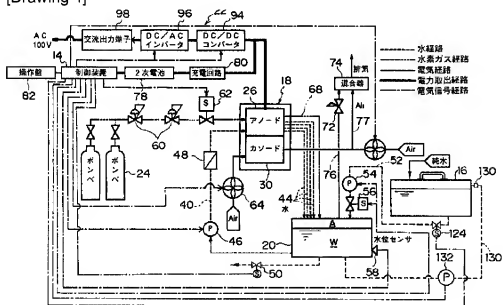 [Drawing 1]
98
96
22
94
AC
100V
交流出力端子
DC/AC
インバータ
DC/DC
コンバータ
14
操作盤
82
制御装置
2次電池
78
充電回路
80
26
18
68
74
混合器
排気
72
Air
77
76
S
62
アノード
カソード
30
60
ボンベ
ボンベ
24
48
40
64
Air
44
水
P
46
20
A
W
50
S
52
P
54
S
56
58
水位センサ
Air
純水
16
130
124
S
132
P
130
水経路
水素ガス経路
電気経路
電力取出経路
電気信号経路